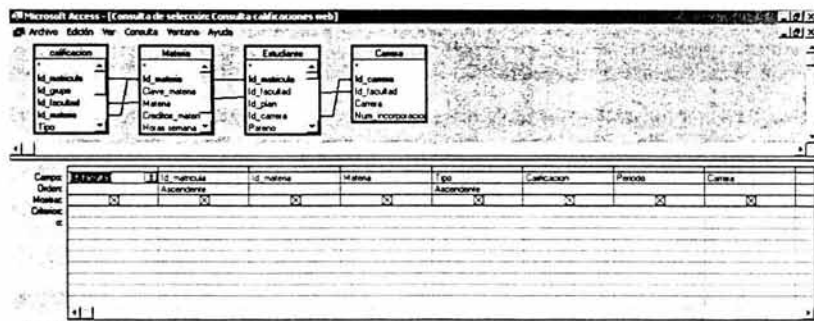 Microsoft Access - [Consulta de selección: Consulta calificaciones web]
Archivo Edición Ver Consulta Ventana Ayuda
calificacion Materia Estudiante Carrera
* * * *
Id_matricula Id_materia Id_matricula Id_carrera
Id_grupo Clave_materia Id_facultad Id_facultad
Id_facultad Materia Id_plan Carrera
Id_materia Creditos_materi Id_carrera Num_incorporacio
Tipo Horas semana Paterno
Campo: Id_matricula Id_materia Materia Tipo Calificacion Periodo Carrera
Orden: Ascendente Ascendente
Mostrar:
Criterios:
o: